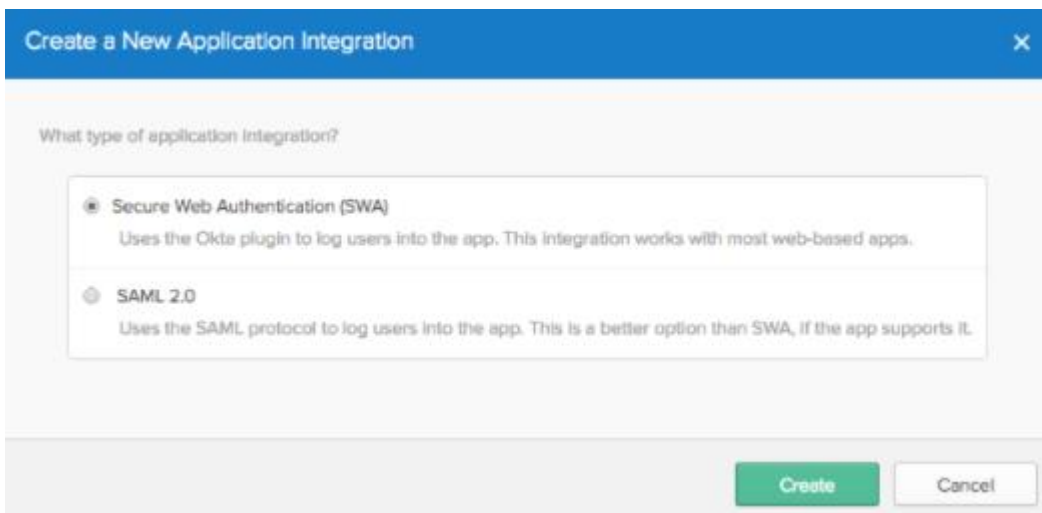 Create a New Application Integration
What type of application integration?
Secure Web Authentication (SWA)
Uses the Okta plugin to log users into the app. This integration works with most web-based apps.
SAML 2.0
Uses the SAML protocol to log users into the app. This is a better option than SWA, if the app supports it.
Create
Cancel